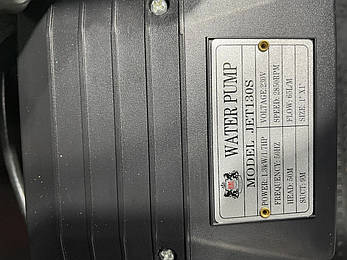 WATER PUMP
MODEL JET130S
POWER: 1.3KW/1.7HP VOLTAGE: 230V
FREQUENCY: 50HZ SPEED: 2850RPM
HEAD: 50M FLOW: 65L/M
SUCT: 9M SIZE: 1" X1"